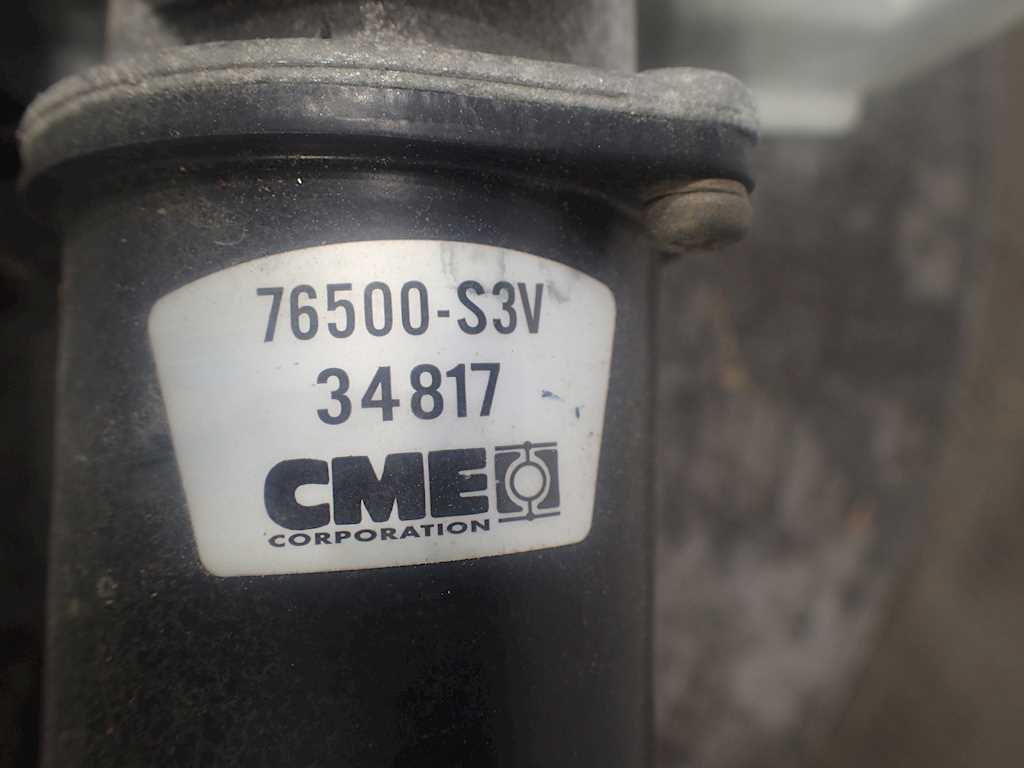 76500-S3V
34817
CME
CORPORATION